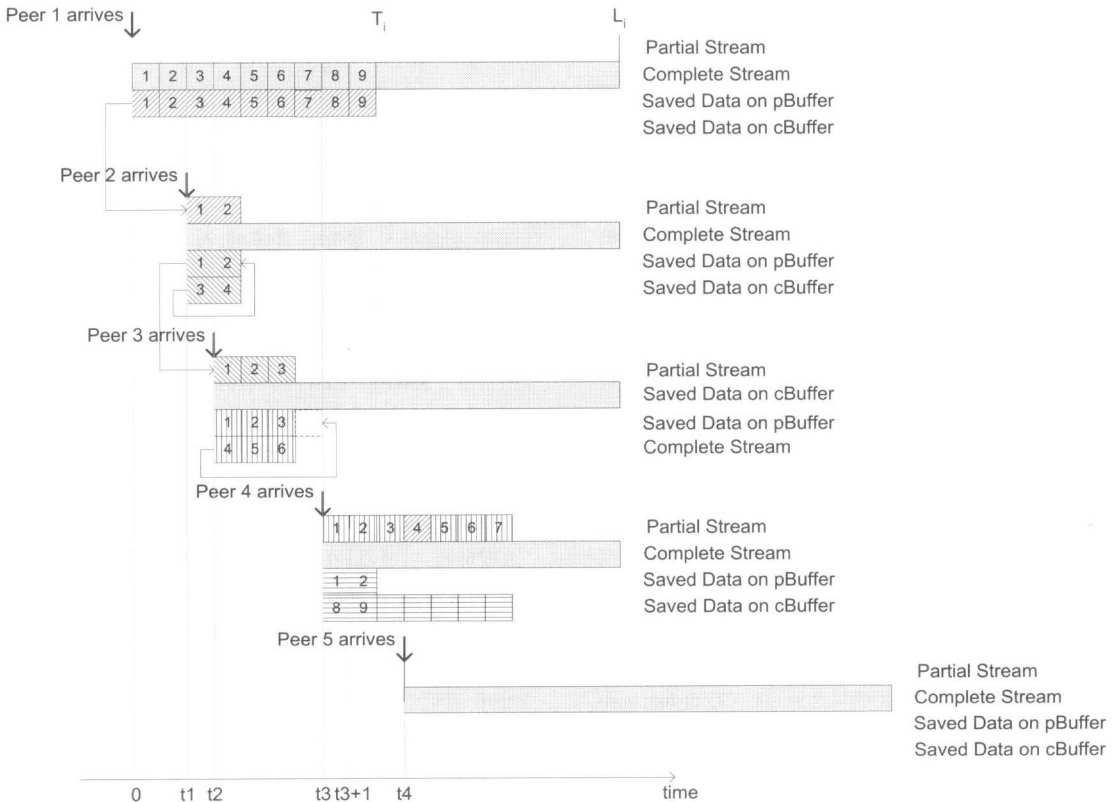 Peer 1 arrives
T_i
L_i
Partial Stream
1 2 3 4 5 6 7 8 9
Complete Stream
1 2 3 4 5 6 7 8 9
Saved Data on pBuffer
Saved Data on cBuffer
Peer 2 arrives
1 2
Partial Stream
Complete Stream
1 2
Saved Data on pBuffer
3 4
Saved Data on cBuffer
Peer 3 arrives
1 2 3
Partial Stream
Saved Data on cBuffer
1 2 3
Saved Data on pBuffer
4 5 6
Complete Stream
Peer 4 arrives
1 2 3 4 5 6 7
Partial Stream
Complete Stream
1 2
Saved Data on pBuffer
8 9
Saved Data on cBuffer
Peer 5 arrives
Partial Stream
Complete Stream
Saved Data on pBuffer
Saved Data on cBuffer
0 t1 t2 t3 t3+1 t4 time